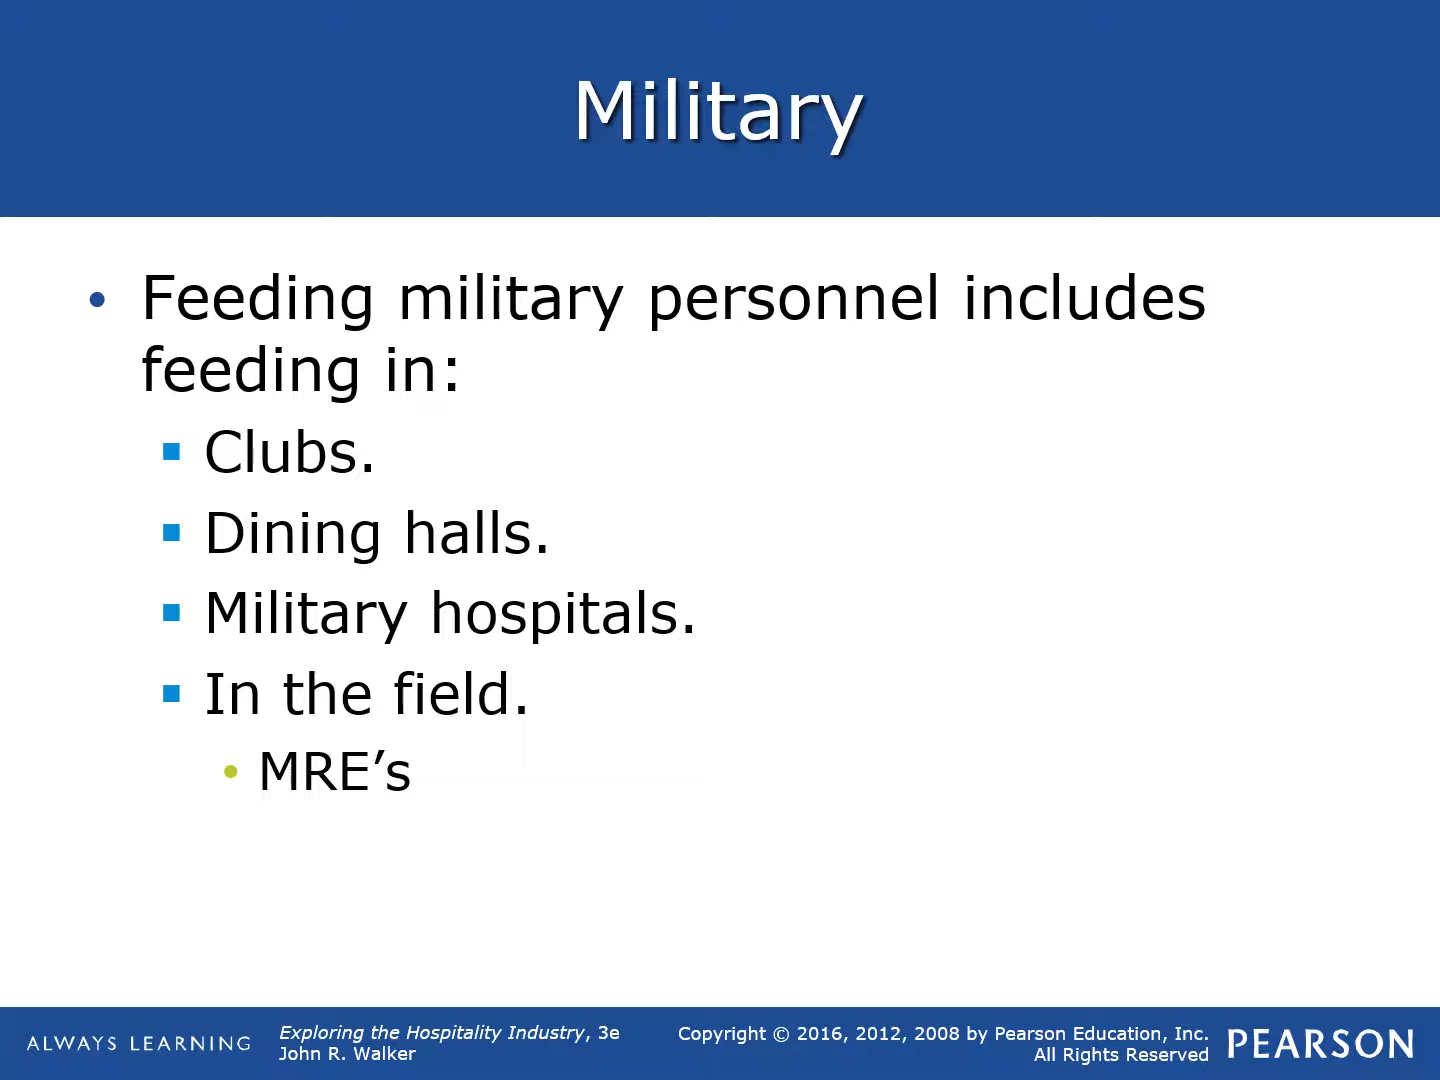 Military
• Feeding military personnel includes
feeding in:
▪ Clubs.
▪ Dining halls.
▪ Military hospitals.
▪ In the field.
• MRE’s
ALWAYS LEARNING
Exploring the Hospitality Industry, 3e
John R. Walker
Copyright © 2016, 2012, 2008 by Pearson Education, Inc.
All Rights Reserved
PEARSON